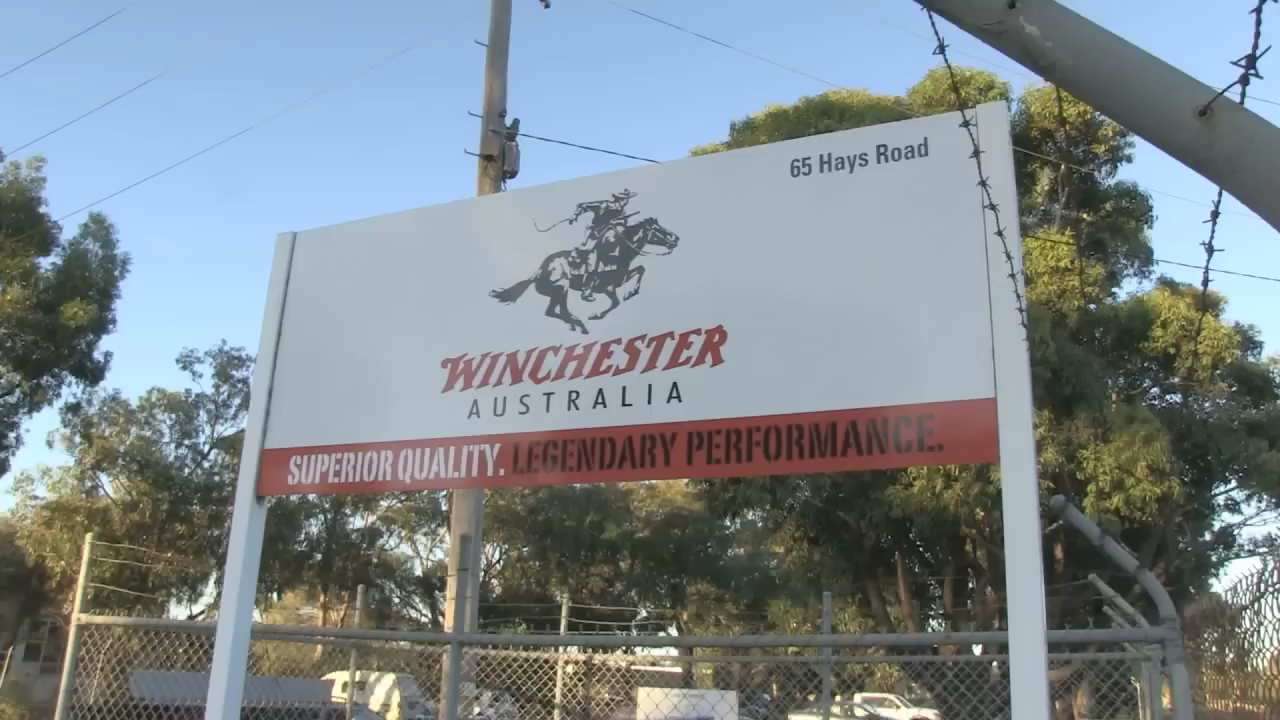 65 Hays Road
WINCHESTER
AUSTRALIA
SUPERIOR QUALITY. LEGENDARY PERFORMANCE.